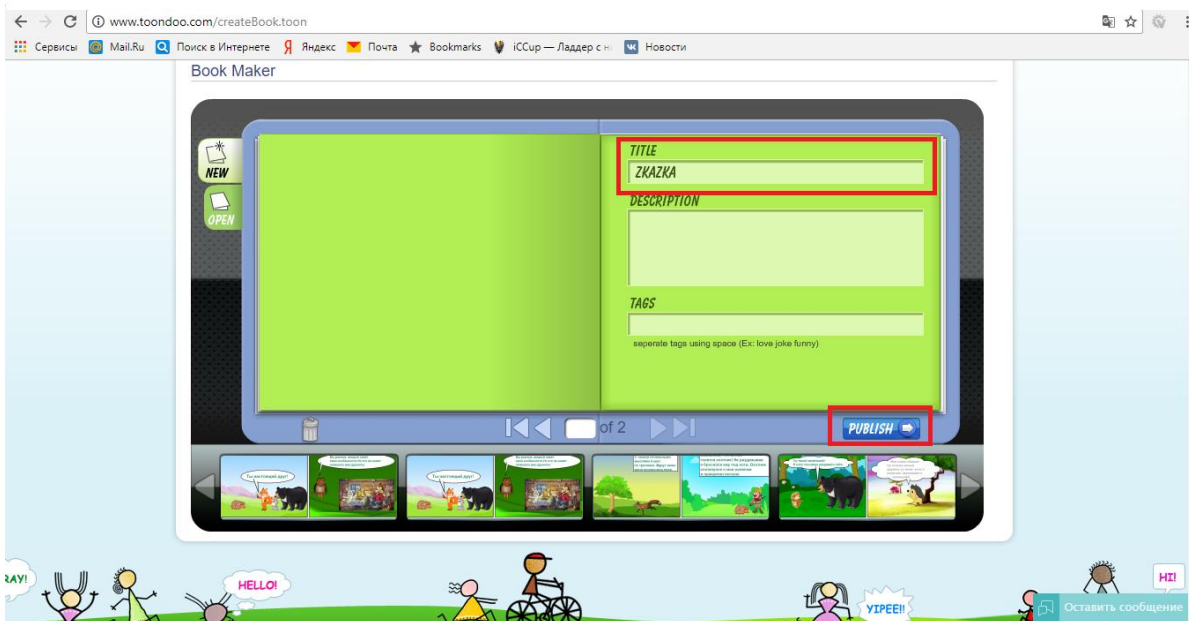 www.toondoo.com/createBook.toon
Сервисы Mail.Ru Поиск в Интернете Яндекс Почта Bookmarks iCCup — Ладдер с н Новости
Book Maker
NEW
OPEN
TITLE
ZKAZKA
DESCRIPTION
TAGS
seperate tags using space (Ex: love joke funny)
of 2
PUBLISH
Ты настоящий друг!
Ты настоящий друг!
RAY!
HELLO!
YIPEE!!
HI!
Оставить сообщение